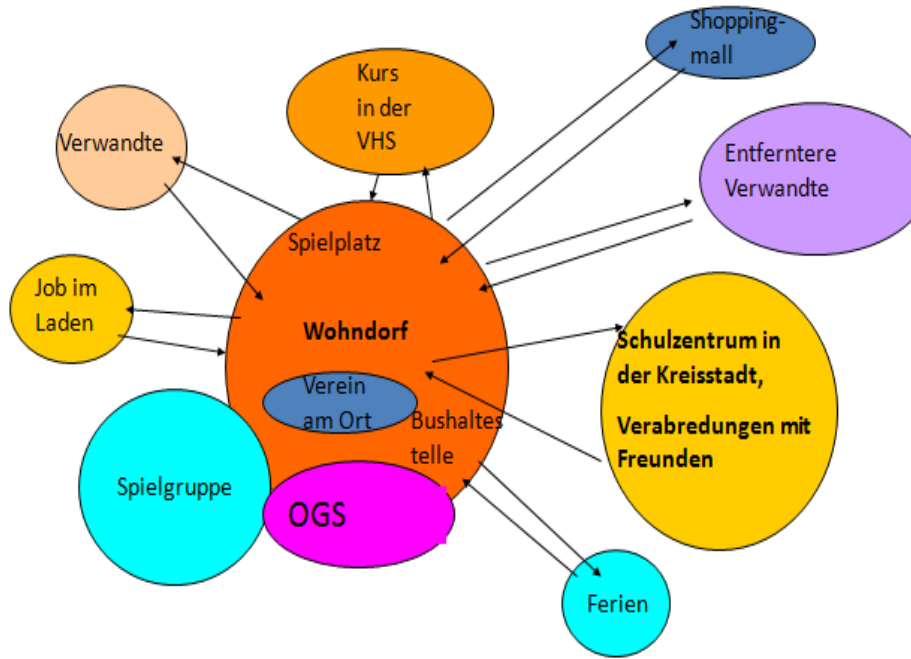 Shopping-
mall
Kurs
in der
VHS
Verwandte
Entferntere
Verwandte
Spielplatz
Job im
Laden
Wohndorf
Schulzentrum in
der Kreisstadt,
Verabredungen mit
Freunden
Verein
am Ort
Bushaltes
telle
Spielgruppe
OGS
Ferien